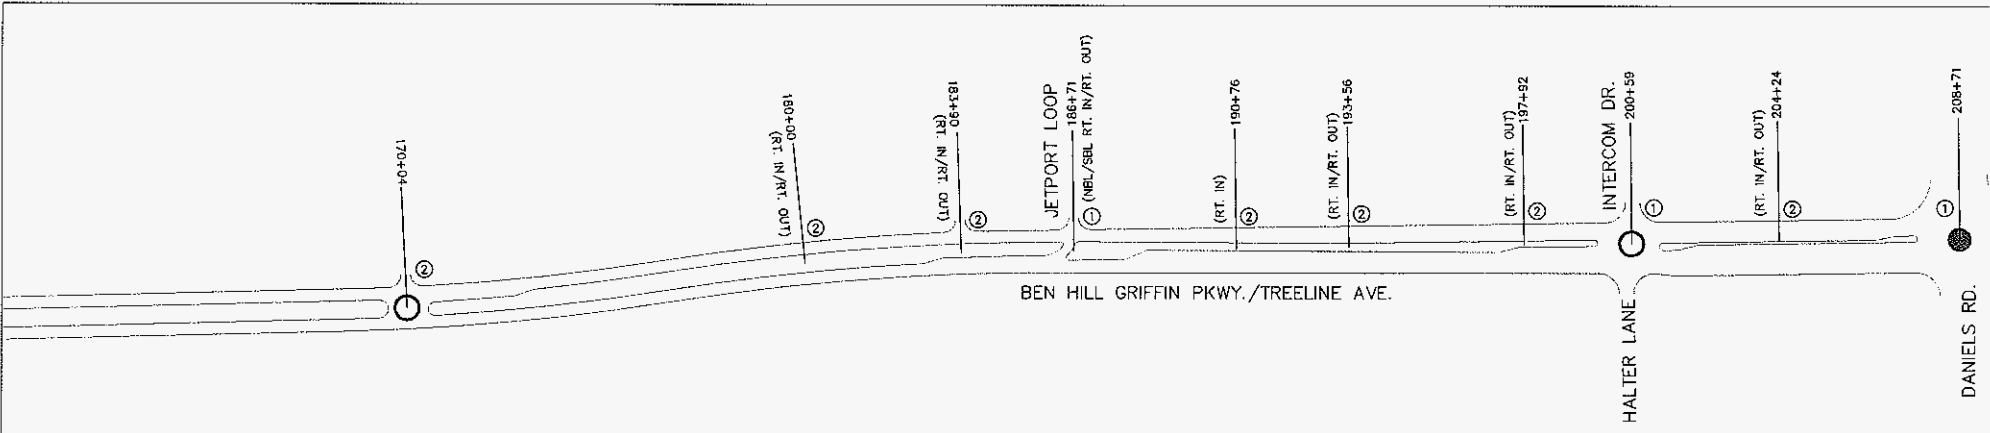 170+04
②
180+00
(RT. IN/RT. OUT)
②
183+90
(RT. IN/RT. OUT)
②
JETPORT LOOP
186+71
(NBL/SBL RT. IN/RT. OUT)
①
190+76
(RT. IN)
②
193+56
(RT. IN/RT. OUT)
②
197+92
(RT. IN/RT. OUT)
②
INTERCOM DR.
200+59
①
204+24
(RT. IN/RT. OUT)
②
208+71
①
BEN HILL GRIFFIN PKWY./TREELINE AVE.
HALTER LANE
DANIELS RD.